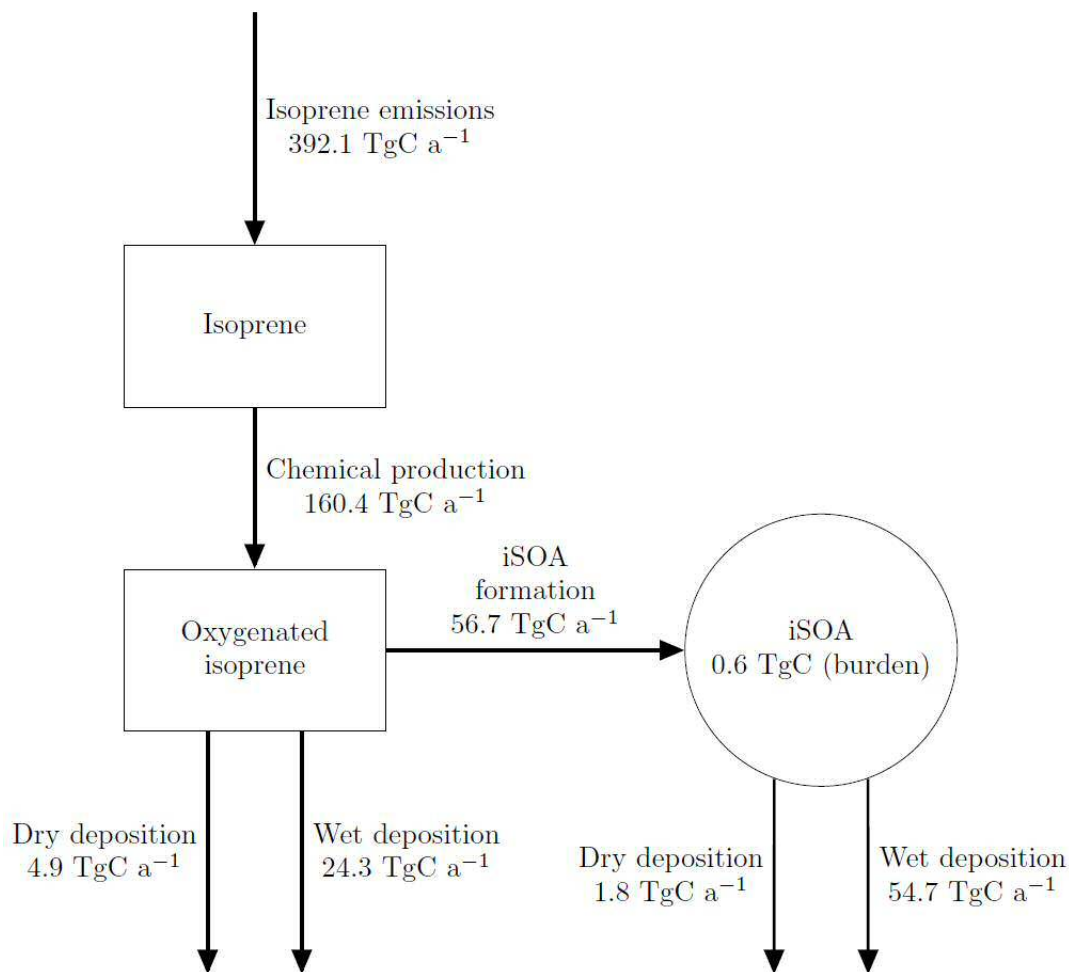 Isoprene emissions
392.1 TgC a⁻¹
Isoprene
Chemical production
160.4 TgC a⁻¹
iSOA
formation
56.7 TgC a⁻¹
Oxygenated
isoprene
iSOA
0.6 TgC (burden)
Dry deposition
4.9 TgC a⁻¹
Wet deposition
24.3 TgC a⁻¹
Dry deposition
1.8 TgC a⁻¹
Wet deposition
54.7 TgC a⁻¹